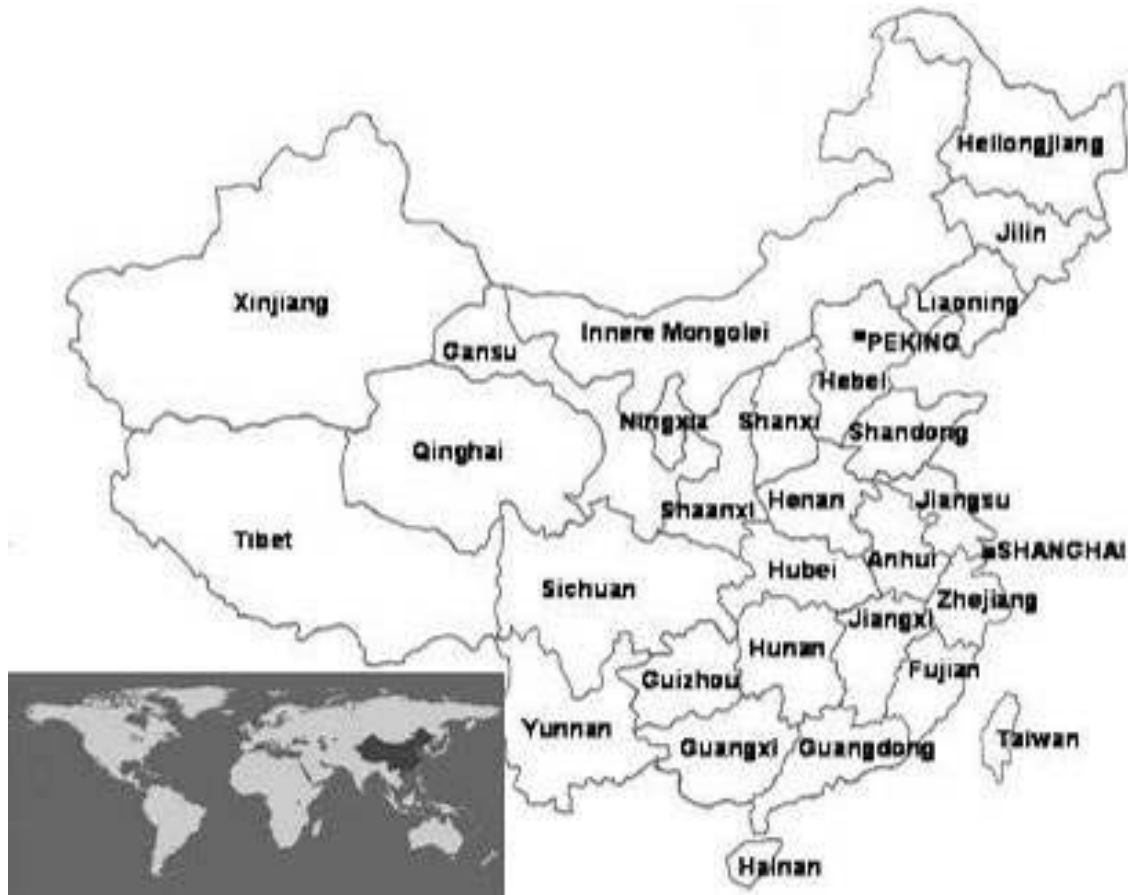 Heilongjiang
Jilin
Xinjiang
Liaoning
Innere Mongolei
PEKING
Gansu
Hebei
Ningxia
Shanxi
Shandong
Qinghai
Henan
Jiangsu
Shaanxi
Tibet
SHANGHAI
Anhui
Hubei
Sichuan
Zhejiang
Jiangxi
Hunan
Fujian
Guizhou
Yunnan
Taiwan
Guangxi
Guangdong
Hainan